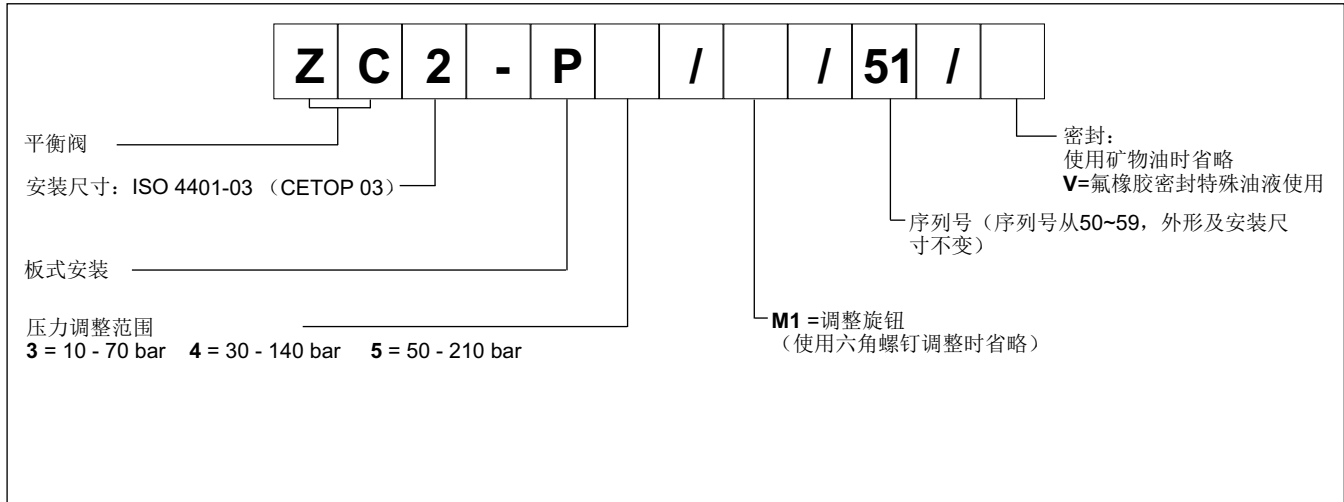 Z C 2 - P / / 51 /
平衡阀
安装尺寸：ISO 4401-03 （CETOP 03）
板式安装
压力调整范围
3 = 10 - 70 bar 4 = 30 - 140 bar 5 = 50 - 210 bar
密封：
使用矿物油时省略
V=氟橡胶密封特殊油液使用
序列号（序列号从50~59，外形及安装尺
寸不变）
M1 =调整旋钮
（使用六角螺钉调整时省略）